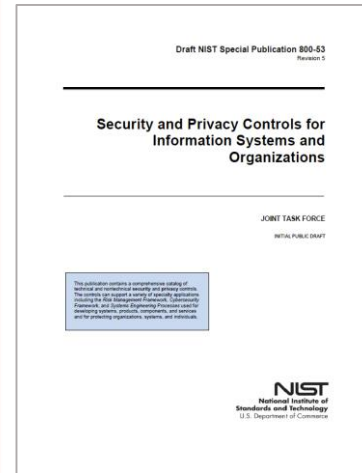 Draft NIST Special Publication 800-53
Revision 5
Security and Privacy Controls for
Information Systems and
Organizations
JOINT TASK FORCE
INITIAL PUBLIC DRAFT
This publication contains a comprehensive catalog of
technical and nontechnical security and privacy controls.
The controls can support a variety of specialty applications
including the Risk Management Framework, Cybersecurity
Framework, and Systems Engineering Processes used for
developing systems, products, components, and services
and for protecting organizations, systems, and individuals.
NIST
National Institute of
Standards and Technology
U.S. Department of Commerce